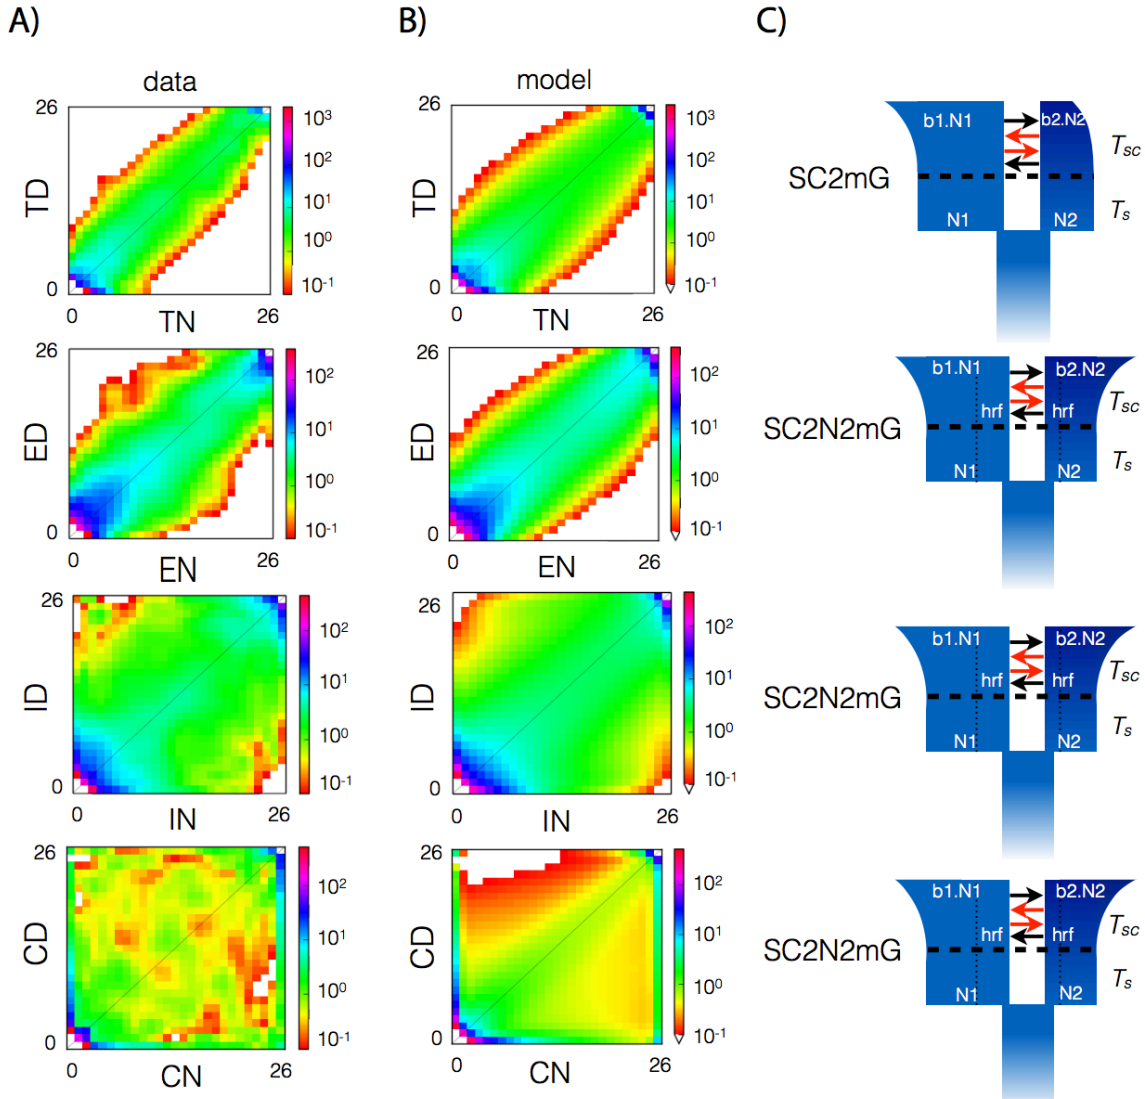 A)
B)
C)
data
model
26
TD
0
0
TN
26
10³
10²
10¹
10⁰
10⁻¹
26
TD
0
0
TN
26
10³
10²
10¹
10⁰
10⁻¹
SC2mG
b1.N1
b2.N2
Tsc
Ts
N1
N2
26
ED
0
0
EN
26
10²
10¹
10⁰
10⁻¹
26
ED
0
0
EN
26
10²
10¹
10⁰
10⁻¹
SC2N2mG
b1.N1
b2.N2
hrf
hrf
Tsc
Ts
N1
N2
26
ID
0
0
IN
26
10²
10¹
10⁰
10⁻¹
26
ID
0
0
IN
26
10²
10¹
10⁰
10⁻¹
SC2N2mG
b1.N1
b2.N2
hrf
hrf
Tsc
Ts
N1
N2
26
CD
0
0
CN
26
10²
10¹
10⁰
10⁻¹
26
CD
0
0
CN
26
10²
10¹
10⁰
10⁻¹
SC2N2mG
b1.N1
b2.N2
hrf
hrf
Tsc
Ts
N1
N2